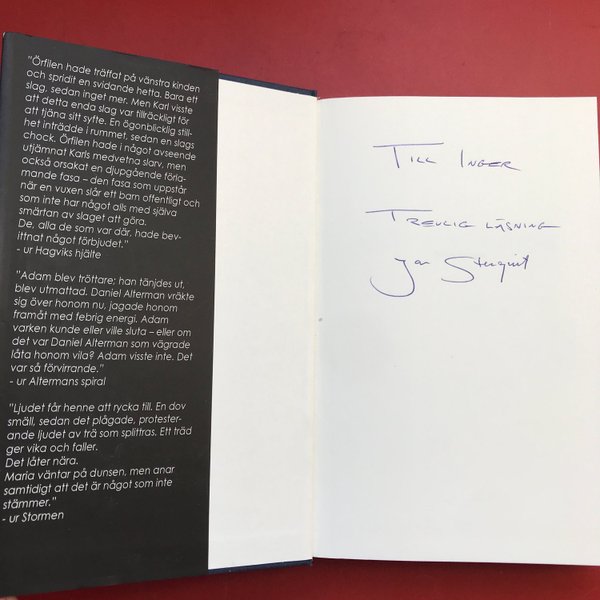 "Örfilen hade träffat på vänstra kinden
och spridit en svidande hetta. Bara ett
slag, sedan inget mer. Men Karl visste
att detta enda slag var tillräckligt för
att tjäna sitt syfte. En ögonblicklig still-
het inträdde i rummet, sedan en slags
chock. Örfilen hade i något avseende
utjämnat Karls medvetna slarv, men
också orsakat en djupgående förla-
mande fasa – den fasa som uppstår
när en vuxen slår ett barn offentligt och
som inte har något alls med själva
smärtan av slaget att göra.
De, alla de som var där, hade bev-
ittnat något förbjudet."
- ur Hagviks hjälte
"Adam blev tröttare; han tänjdes ut,
blev utmattad. Daniel Alterman vräkte
sig över honom nu, jagade honom
framåt med febrig energi. Adam
varken kunde eller ville sluta – eller om
det var Daniel Alterman som vägrade
låta honom vila? Adam visste inte. Det
var så förvirrande."
- ur Altermans spiral
"Ljudet får henne att rycka till. En dov
smäll, sedan det plågade, protester-
ande ljudet av trä som splittras. Ett träd
ger vika och faller.
Det låter nära.
Maria väntar på dunsen, men anar
samtidigt att det är något som inte
stämmer."
- ur Stormen
TILL INGER
TREVLIG LÄSNING
Jan